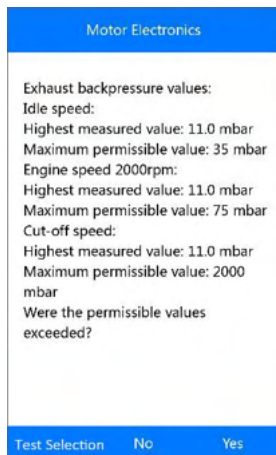 Motor Electronics
Exhaust backpressure values:
Idle speed:
Highest measured value: 11.0 mbar
Maximum permissible value: 35 mbar
Engine speed 2000rpm:
Highest measured value: 11.0 mbar
Maximum permissible value: 75 mbar
Cut-off speed:
Highest measured value: 11.0 mbar
Maximum permissible value: 2000
mbar
Were the permissible values
exceeded?
Test Selection No Yes